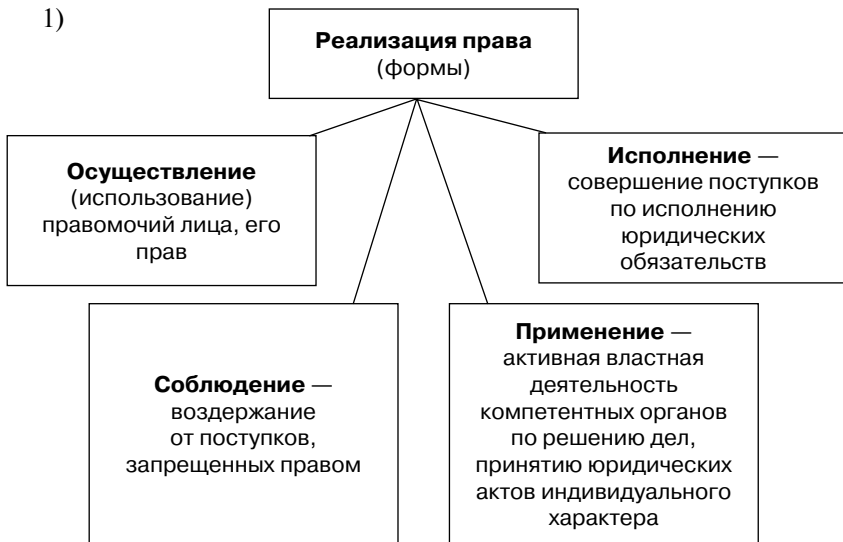 1)
Реализация права
(формы)
Осуществление
(использование)
правомочий лица, его
прав
Исполнение —
совершение поступков
по исполнению
юридических
обязательств
Соблюдение —
воздержание
от поступков,
запрещенных правом
Применение —
активная властная
деятельность
компетентных органов
по решению дел,
принятию юридических
актов индивидуального
характера